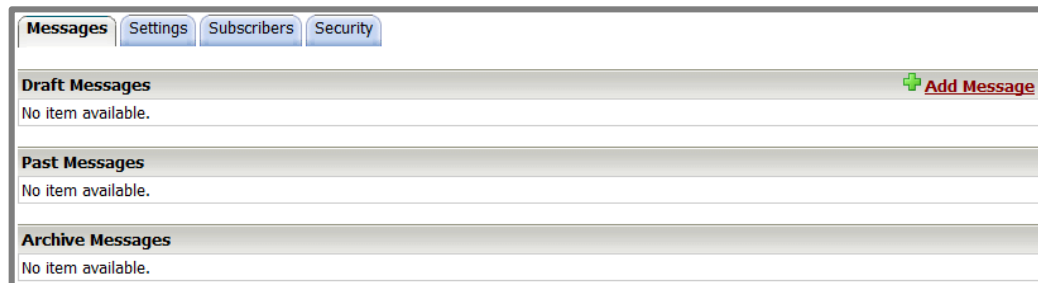 Messages Settings Subscribers Security
Draft Messages Add Message
No item available.
Past Messages
No item available.
Archive Messages
No item available.